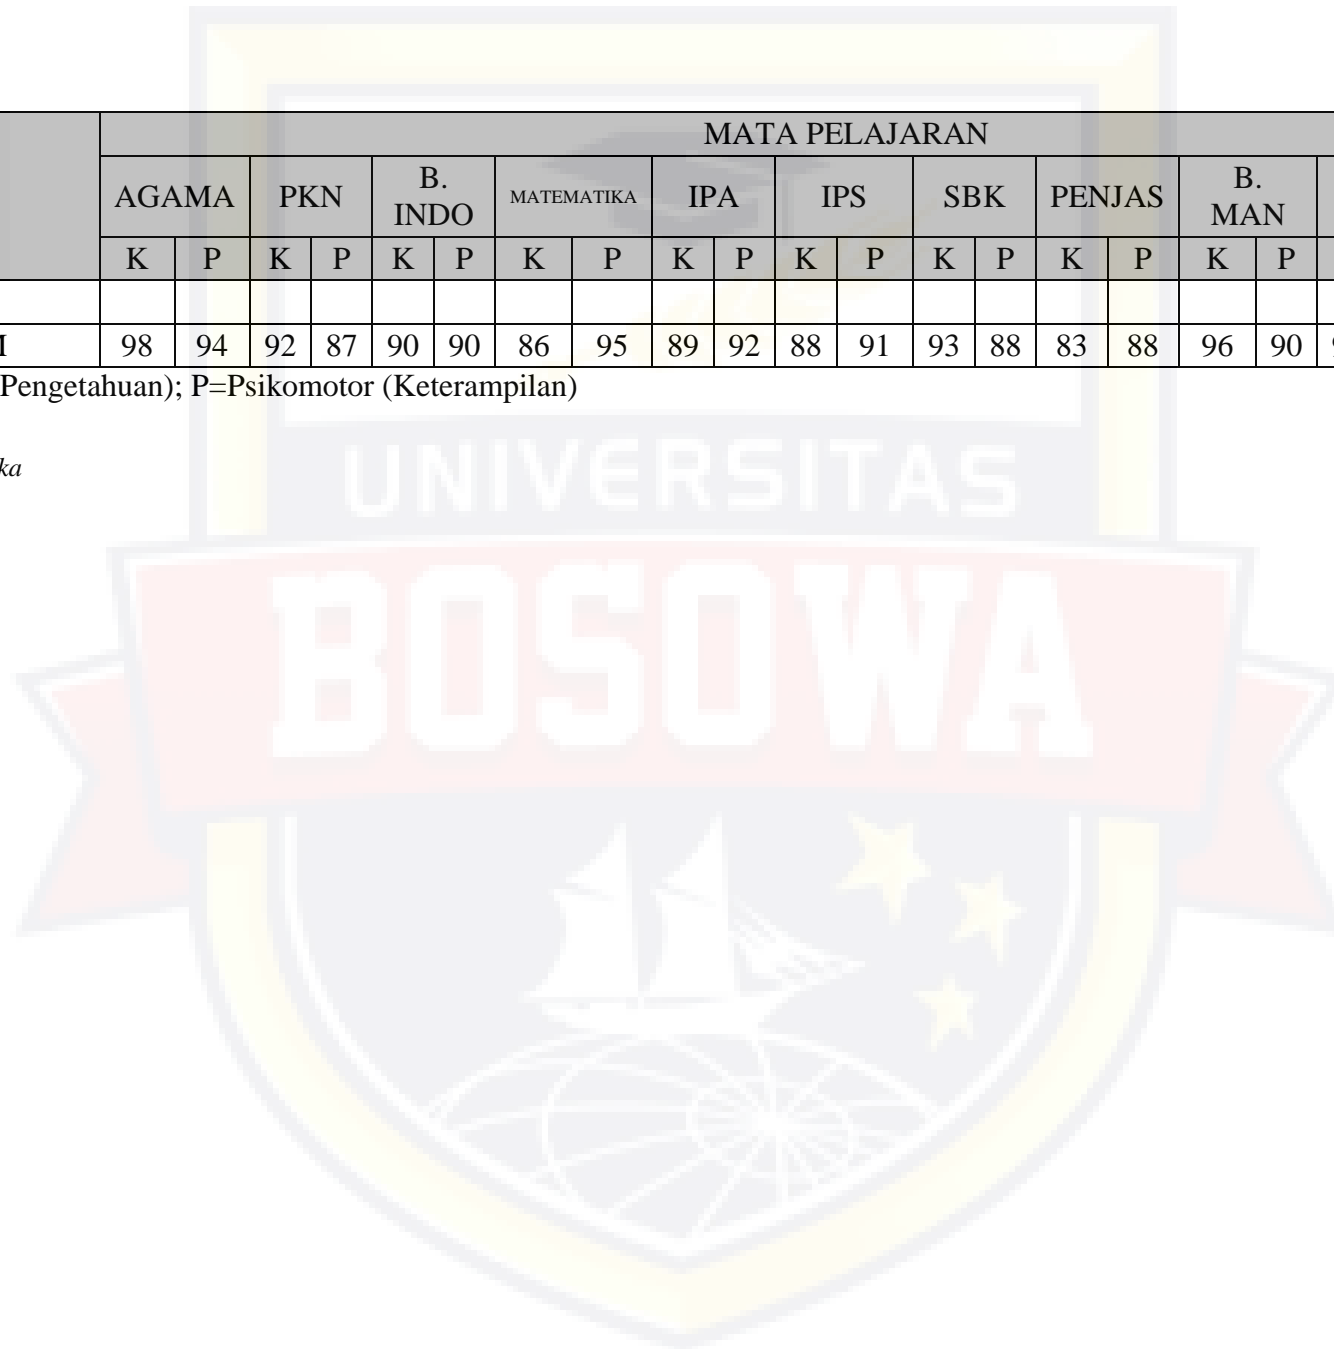 MATA PELAJARAN
AGAMA PKN B. INDO MATEMATIKA IPA IPS SBK PENJAS B. MAN
K P K P K P K P K P K P K P K P K P
98 94 92 87 90 90 86 95 89 92 88 91 93 88 83 88 96 90
Pengetahuan); P=Psikomotor (Keterampilan)
ka
UNIVERSITAS
BOSOWA